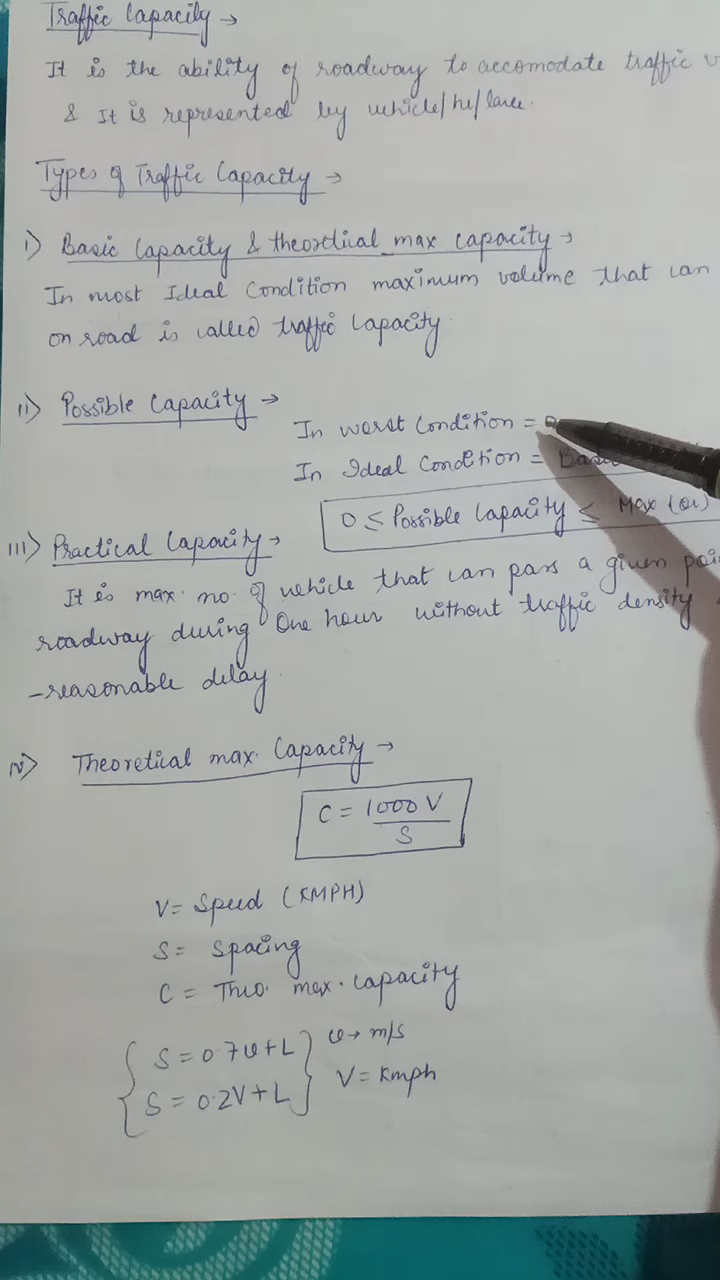 Traffic Capacity →
It is the ability of roadway to accomodate traffic
& It is represented by vehicle/hr/lane.
Types of Traffic Capacity →
i) Basic Capacity & theoretical max capacity →
In most Ideal Condition maximum volume that can
on road is called traffic Capacity
ii) Possible Capacity →
In worst Condition = 0
In Ideal Condition = Basic
0 ≤ Possible Capacity ≤ Max (or)
iii) Practical Capacity →
It is max. no. of vehicle that can pass a given
roadway during One hour without traffic density
-reasonable delay.
iv) Theoretical max. Capacity →
C = 1000 V
S
V = Speed (KMPH)
S = Spacing
C = Theo. max. capacity
S = 0.7v + L v → m/s
S = 0.2V + L V = Kmph